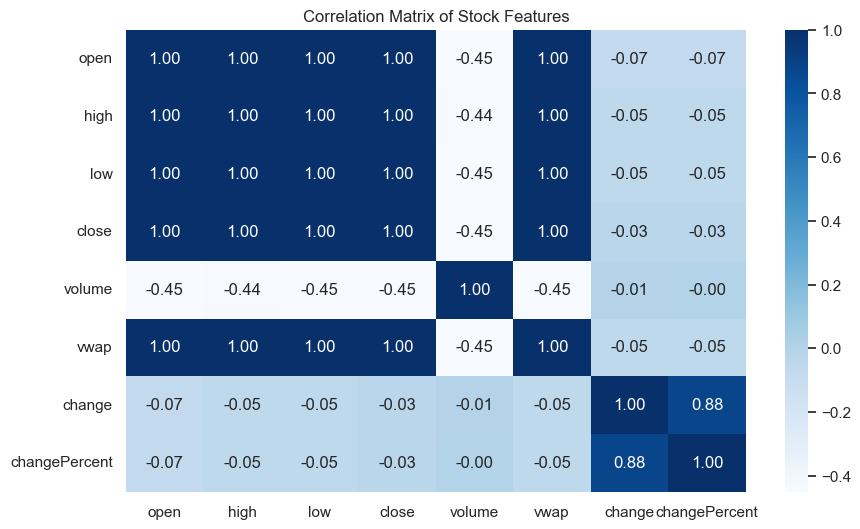 Correlation Matrix of Stock Features
open 1.00 1.00 1.00 1.00 -0.45 1.00 -0.07 -0.07
high 1.00 1.00 1.00 1.00 -0.44 1.00 -0.05 -0.05
low 1.00 1.00 1.00 1.00 -0.45 1.00 -0.05 -0.05
close 1.00 1.00 1.00 1.00 -0.45 1.00 -0.03 -0.03
volume -0.45 -0.44 -0.45 -0.45 1.00 -0.45 -0.01 -0.00
vwap 1.00 1.00 1.00 1.00 -0.45 1.00 -0.05 -0.05
change -0.07 -0.05 -0.05 -0.03 -0.01 -0.05 1.00 0.88
changePercent -0.07 -0.05 -0.05 -0.03 -0.00 -0.05 0.88 1.00
open high low close volume vwap change changePercent
1.0
0.8
0.6
0.4
0.2
0.0
−0.2
−0.4